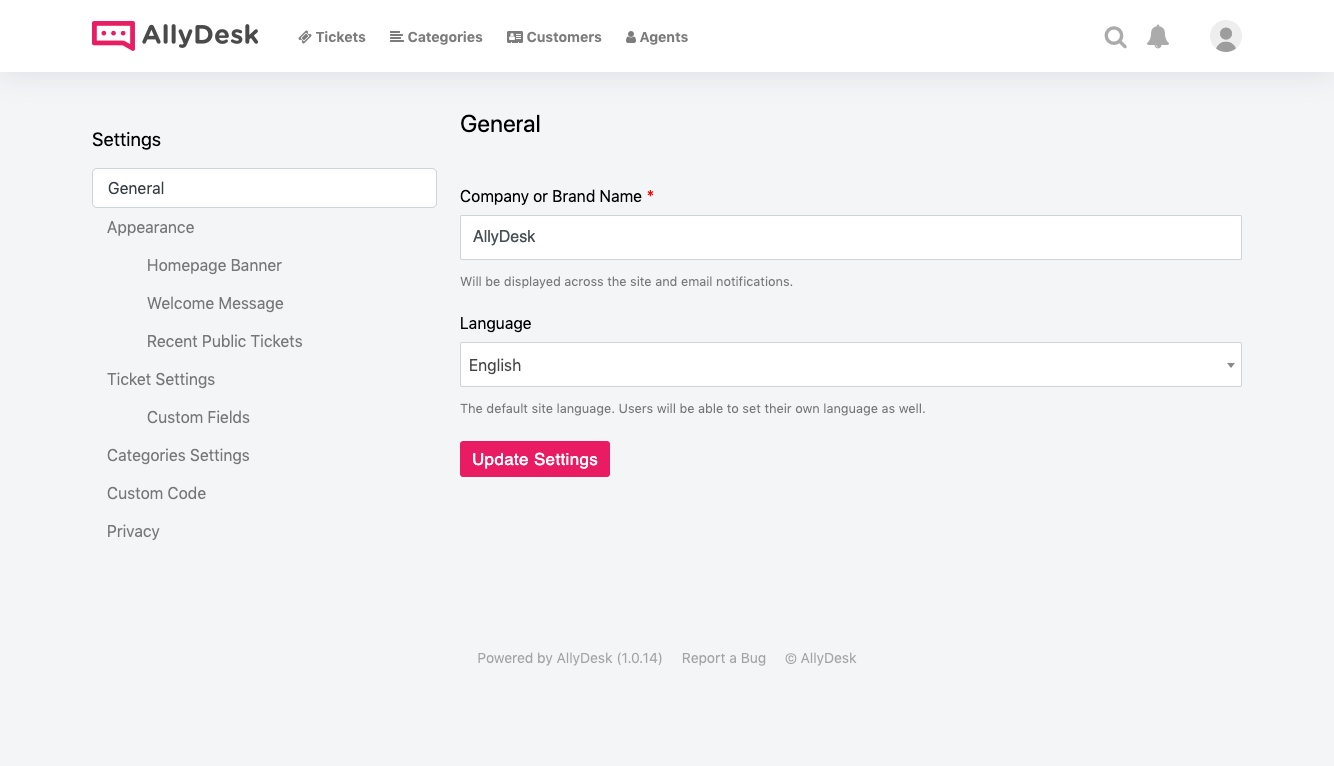 AllyDesk Tickets Categories Customers Agents
Settings
General
Appearance
Homepage Banner
Welcome Message
Recent Public Tickets
Ticket Settings
Custom Fields
Categories Settings
Custom Code
Privacy
General
Company or Brand Name *
AllyDesk
Will be displayed across the site and email notifications.
Language
English
The default site language. Users will be able to set their own language as well.
Update Settings
Powered by AllyDesk (1.0.14) Report a Bug © AllyDesk